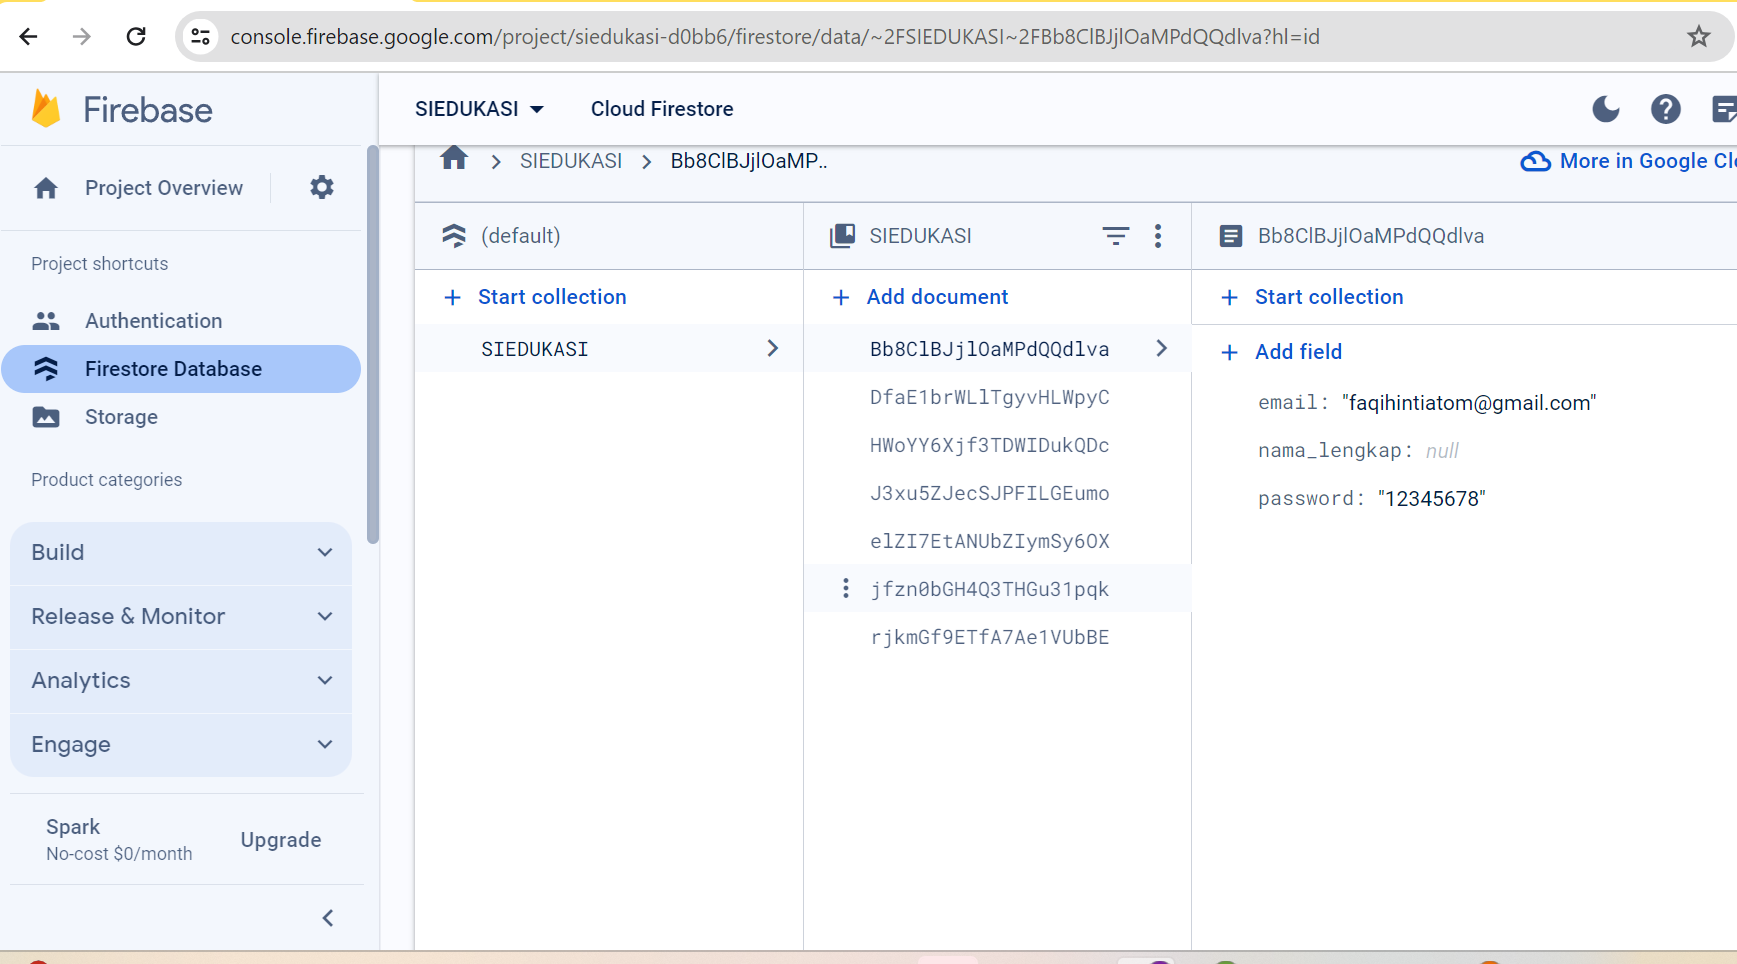 console.firebase.google.com/project/siedukasi-d0bb6/firestore/data/~2FSIEDUKASI~2FBb8ClBJjlOaMPdQQdlva?hl=id
Firebase
SIEDUKASI
Cloud Firestore
SIEDUKASI
Bb8ClBJjlOaMP..
More in Google Clo
Project Overview
Project shortcuts
Authentication
Firestore Database
Storage
Product categories
Build
Release & Monitor
Analytics
Engage
Spark
No-cost $0/month
Upgrade
(default)
Start collection
SIEDUKASI
SIEDUKASI
Add document
Bb8ClBJjlOaMPdQQdlva
DfaE1brWLlTgyvHLWpyC
HWoYY6Xjf3TDWIDukQDc
J3xu5ZJecSJPFILGEumo
elZI7EtANUbZIymSy6OX
jfzn0bGH4Q3THGu31pqk
rjkmGf9ETfA7Ae1VUbBE
Bb8ClBJjlOaMPdQQdlva
Start collection
Add field
email: "faqihintiatom@gmail.com"
nama_lengkap: null
password: "12345678"